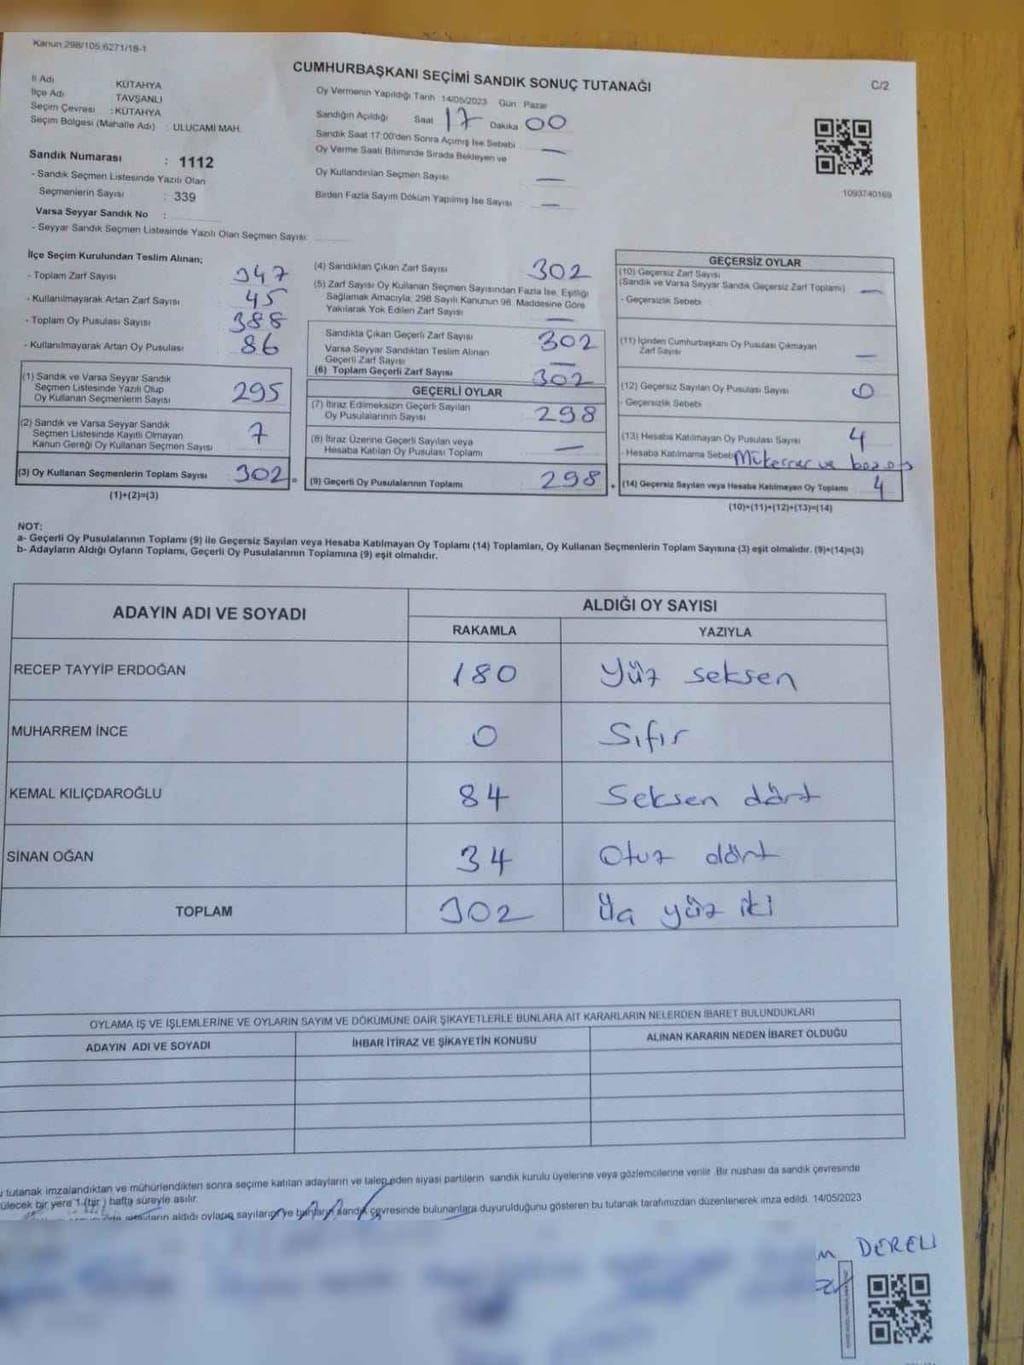 Kanun:298/105,6271/18-1
CUMHURBAŞKANI SEÇİMİ SANDIK SONUÇ TUTANAĞI
C/2
İl Adı KÜTAHYA
İlçe Adı TAVŞANLI
Seçim Çevresi : KÜTAHYA
Seçim Bölgesi (Mahalle Adı) : ULUCAMİ MAH.
Sandık Numarası : 1112
- Sandık Seçmen Listesinde Yazılı Olan
Seçmenlerin Sayısı : 339
Varsa Seyyar Sandık No :
- Seyyar Sandık Seçmen Listesinde Yazılı Olan Seçmen Sayısı:
Oy Vermenin Yapıldığı Tarih 14/05/2023 Gün Pazar
Sandığın Açıldığı Saat 17 Dakika 00
Sandık Saat 17:00'den Sonra Açımış İse Sebebi —
Oy Verme Saati Bitiminde Sırada Bekleyen ve
Oy Kullandırılan Seçmen Sayısı —
Birden Fazla Sayım Döküm Yapılmış İse Sayısı —
1093740169
İlçe Seçim Kurulundan Teslim Alınan;
- Toplam Zarf Sayısı 347
- Kullanılmayarak Artan Zarf Sayısı 45
- Toplam Oy Pusulası Sayısı 388
- Kullanılmayarak Artan Oy Pusulası 86
(1) Sandık ve Varsa Seyyar Sandık
Seçmen Listesinde Yazılı Olup
Oy Kullanan Seçmenlerin Sayısı 295
(2) Sandık ve Varsa Seyyar Sandık
Seçmen Listesinde Kayıtlı Olmayan
Kanun Gereği Oy Kullanan Seçmen Sayısı 7
(3) Oy Kullanan Seçmenlerin Toplam Sayısı 302 =
(1)+(2)=(3)
(4) Sandıktan Çıkan Zarf Sayısı 302
(5) Zarf Sayısı Oy Kullanan Seçmen Sayısından Fazla İse, Eşitliği
Sağlamak Amacıyla, 298 Sayılı Kanunun 98. Maddesine Göre
Yakılarak Yok Edilen Zarf Sayısı —
Sandıkta Çıkan Geçerli Zarf Sayısı 302
Varsa Seyyar Sandıktan Teslim Alınan
Geçerli Zarf Sayısı —
(6) Toplam Geçerli Zarf Sayısı 302
GEÇERLİ OYLAR
(7) İtiraz Edilmeksizin Geçerli Sayılan
Oy Pusulalarının Sayısı 298
(8) İtiraz Üzerine Geçerli Sayılan veya
Hesaba Katılan Oy Pusulası Toplamı —
(9) Geçerli Oy Pusulalarının Toplamı 298
GEÇERSİZ OYLAR
(10) Geçersiz Zarf Sayısı
(Sandık ve Varsa Seyyar Sandık Geçersiz Zarf Toplamı) —
- Geçersizlik Sebebi
(11) İçinden Cumhurbaşkanı Oy Pusulası Çıkmayan
Zarf Sayısı —
(12) Geçersiz Sayılan Oy Pusulası Sayısı 0
- Geçersizlik Sebebi
(13) Hesaba Katılmayan Oy Pusulası Sayısı 4
- Hesaba Katılmama Sebebi Mükerrer ve boş
(14) Geçersiz Sayılan veya Hesaba Katılmayan Oy Toplamı 4
(10)+(11)+(12)+(13)=(14)
NOT:
a- Geçerli Oy Pusulalarının Toplamı (9) ile Geçersiz Sayılan veya Hesaba Katılmayan Oy Toplamı (14) Toplamları, Oy Kullanan Seçmenlerin Toplam Sayısına (3) eşit olmalıdır. (9)+(14)=(3)
b- Adayların Aldığı Oyların Toplamı, Geçerli Oy Pusulalarının Toplamına (9) eşit olmalıdır.
ADAYIN ADI VE SOYADI
ALDIĞI OY SAYISI
RAKAMLA YAZIYLA
RECEP TAYYİP ERDOĞAN 180 Yüz seksen
MUHARREM İNCE 0 Sıfır
KEMAL KILIÇDAROĞLU 84 Seksen dört
SİNAN OĞAN 34 Otuz dört
TOPLAM 302 Üç yüz iki
OYLAMA İŞ VE İŞLEMLERİNE VE OYLARIN SAYIM VE DÖKÜMÜNE DAİR ŞİKAYETLERLE BUNLARA AİT KARARLARIN NELERDEN İBARET BULUNDUKLARI
ADAYIN ADI VE SOYADI İHBAR İTİRAZ VE ŞİKAYETİN KONUSU ALINAN KARARIN NEDEN İBARET OLDUĞU
tutanak imzalandıktan ve mühürlendikten sonra seçime katılan adayların ve talep eden siyasi partilerin sandık kurulu üyelerine veya gözlemcilerine verilir. Bir nüshası da sandık çevresinde
ülecek bir yere 1 (bir ) hafta süreyle asılır.
aldığı oyların sayılarını ve bunların sandık çevresinde bulunanlara duyurulduğunu gösteren bu tutanak tarafımızdan düzenlenerek imza edildi. 14/05/2023
DERELİ